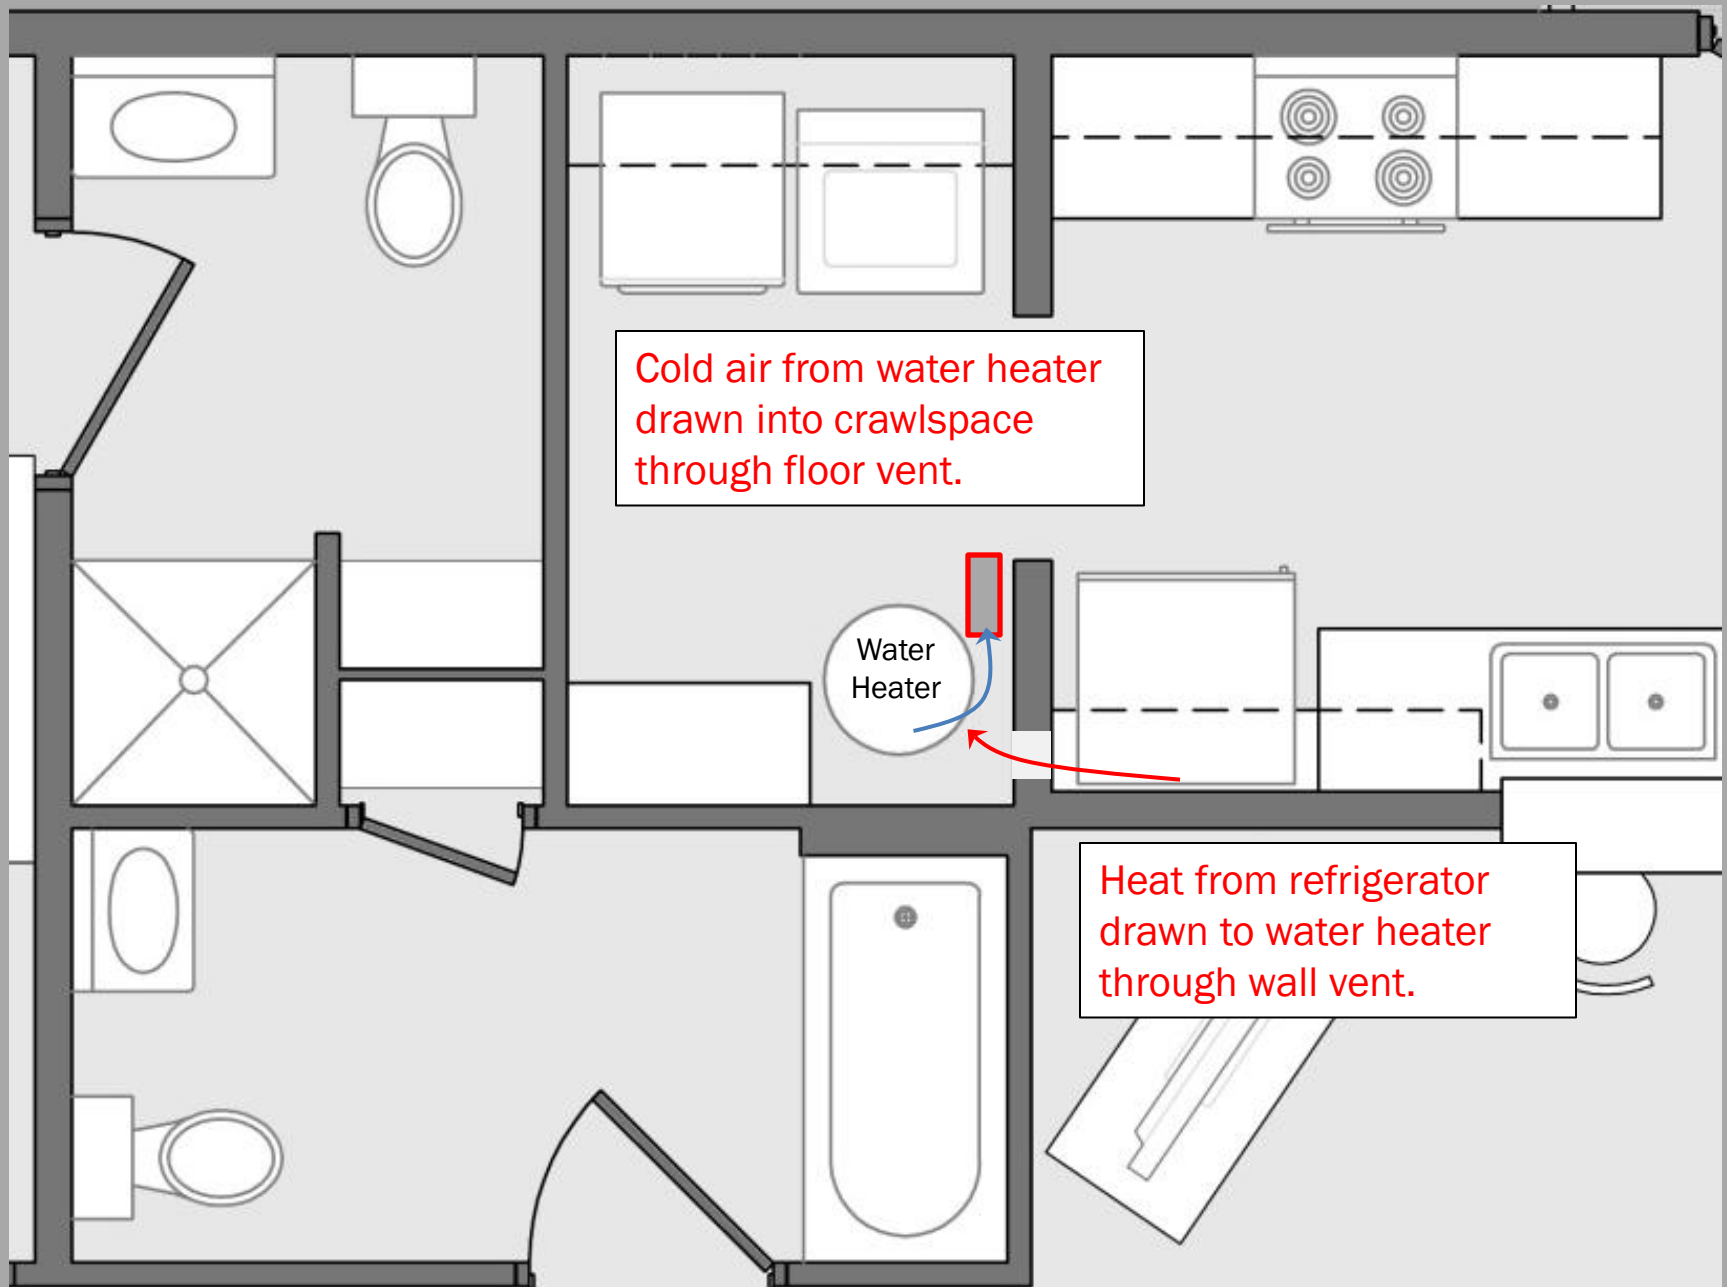 Cold air from water heater
drawn into crawlspace
through floor vent.
Water
Heater
Heat from refrigerator
drawn to water heater
through wall vent.